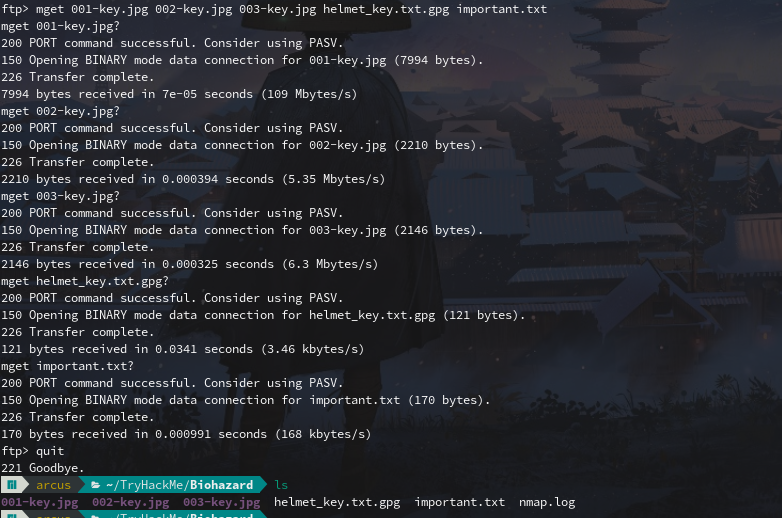 ftp> mget 001-key.jpg 002-key.jpg 003-key.jpg helmet_key.txt.gpg important.txt
mget 001-key.jpg?
200 PORT command successful. Consider using PASV.
150 Opening BINARY mode data connection for 001-key.jpg (7994 bytes).
226 Transfer complete.
7994 bytes received in 7e-05 seconds (109 Mbytes/s)
mget 002-key.jpg?
200 PORT command successful. Consider using PASV.
150 Opening BINARY mode data connection for 002-key.jpg (2210 bytes).
226 Transfer complete.
2210 bytes received in 0.000394 seconds (5.35 Mbytes/s)
mget 003-key.jpg?
200 PORT command successful. Consider using PASV.
150 Opening BINARY mode data connection for 003-key.jpg (2146 bytes).
226 Transfer complete.
2146 bytes received in 0.000325 seconds (6.3 Mbytes/s)
mget helmet_key.txt.gpg?
200 PORT command successful. Consider using PASV.
150 Opening BINARY mode data connection for helmet_key.txt.gpg (121 bytes).
226 Transfer complete.
121 bytes received in 0.0341 seconds (3.46 kbytes/s)
mget important.txt?
200 PORT command successful. Consider using PASV.
150 Opening BINARY mode data connection for important.txt (170 bytes).
226 Transfer complete.
170 bytes received in 0.000991 seconds (168 kbytes/s)
ftp> quit
221 Goodbye.
arcus ~/TryHackMe/Biohazard ls
001-key.jpg 002-key.jpg 003-key.jpg helmet_key.txt.gpg important.txt nmap.log
arcus ~/TryHackMe/Biohazard